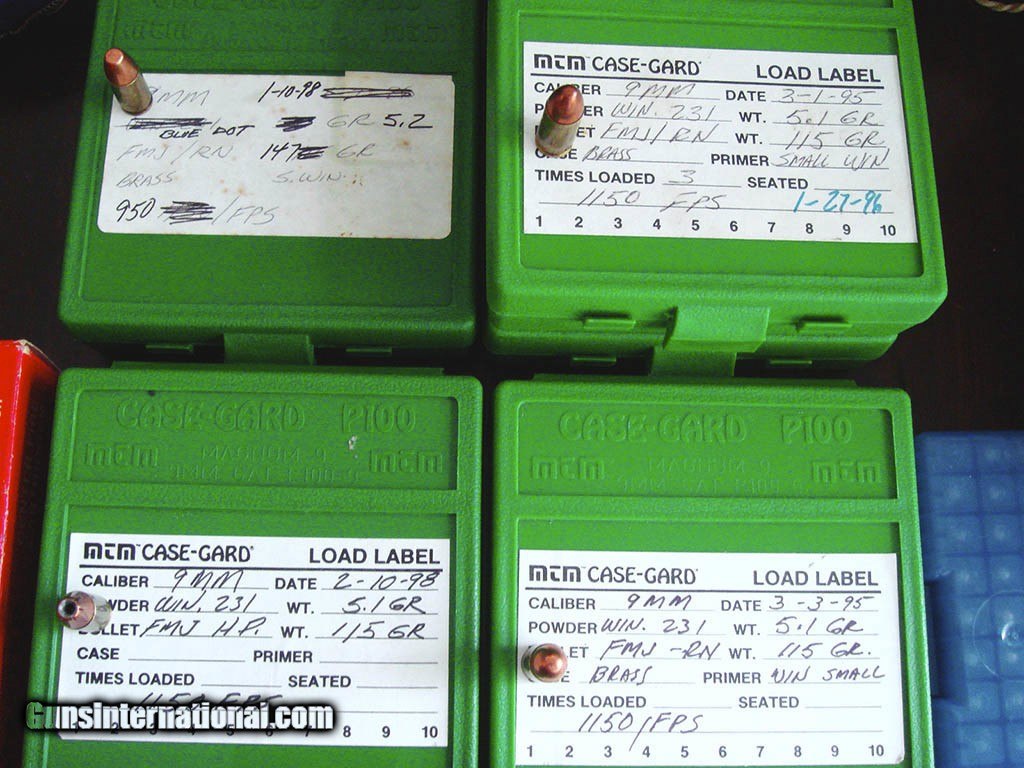 9MM 1-10-98
BLUE DOT GR 5.2
FMJ/RN 147 GR
BRASS S. WIN.
950 /FPS
MTM CASE-GARD LOAD LABEL
CALIBER 9MM DATE 3-1-95
WIN. 231 WT. 5.1 GR
FMJ/RN WT. 115 GR
CASE BRASS PRIMER SMALL WIN
TIMES LOADED 3 SEATED
1150 FPS 1-27-96
1 2 3 4 5 6 7 8 9 10
CASE-GARD P100
MTM MAGNUM-9 MTM
MTM CASE-GARD LOAD LABEL
CALIBER 9MM DATE 2-10-98
WIN. 231 WT. 5.1 GR
FMJ HP. WT. 115 GR
CASE PRIMER
TIMES LOADED SEATED
1150 FPS
7 8 9 10
CASE-GARD P100
MTM MAGNUM-9 MTM
MTM CASE-GARD LOAD LABEL
CALIBER 9MM DATE 3-3-95
POWDER WIN. 231 WT. 5.1 GR
FMJ-RN WT. 115 GR.
BRASS PRIMER WIN SMALL
TIMES LOADED SEATED
1150/FPS
1 2 3 4 5 6 7 8 9 10
GunsInternational.com